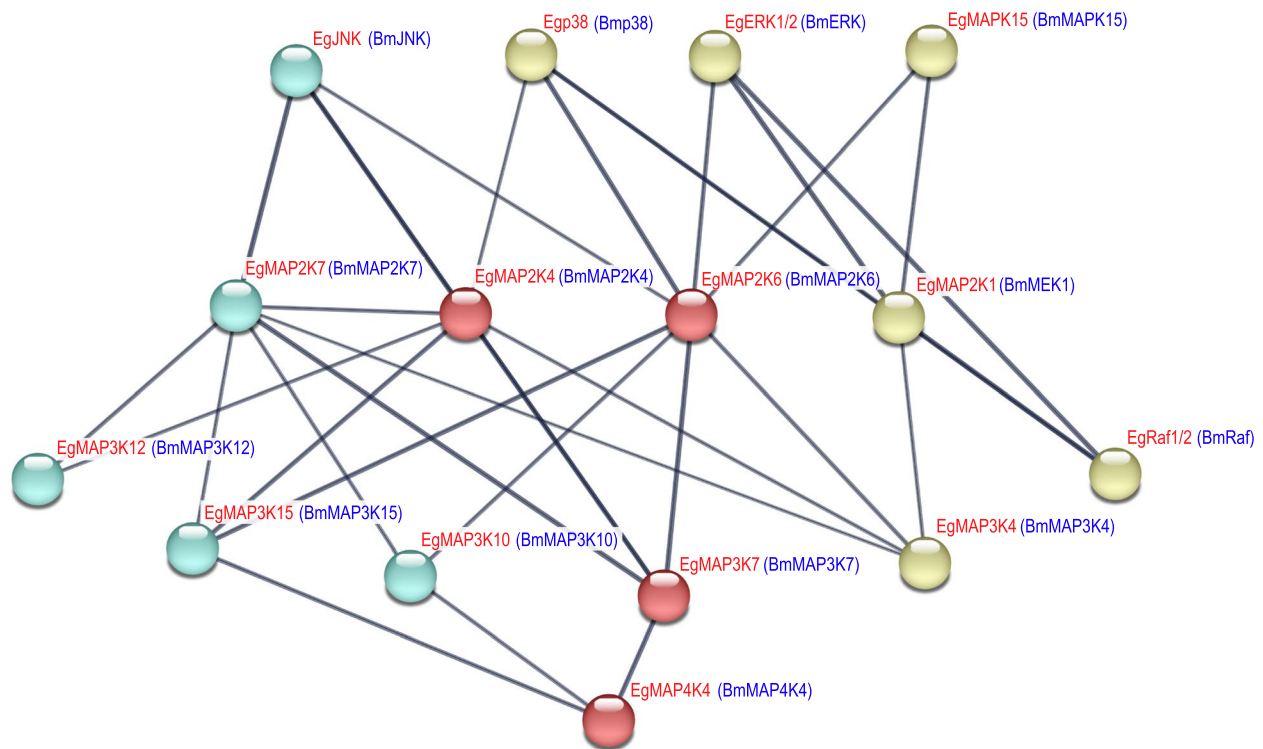 EgJNK (BmJNK)
Egp38 (Bmp38)
EgERK1/2 (BmERK)
EgMAPK15 (BmMAPK15)
EgMAP2K7 (BmMAP2K7)
EgMAP2K4 (BmMAP2K4)
EgMAP2K6 (BmMAP2K6)
EgMAP2K1 (BmMEK1)
EgMAP3K12 (BmMAP3K12)
EgRaf1/2 (BmRaf)
EgMAP3K15 (BmMAP3K15)
EgMAP3K10 (BmMAP3K10)
EgMAP3K7 (BmMAP3K7)
EgMAP3K4 (BmMAP3K4)
EgMAP4K4 (BmMAP4K4)